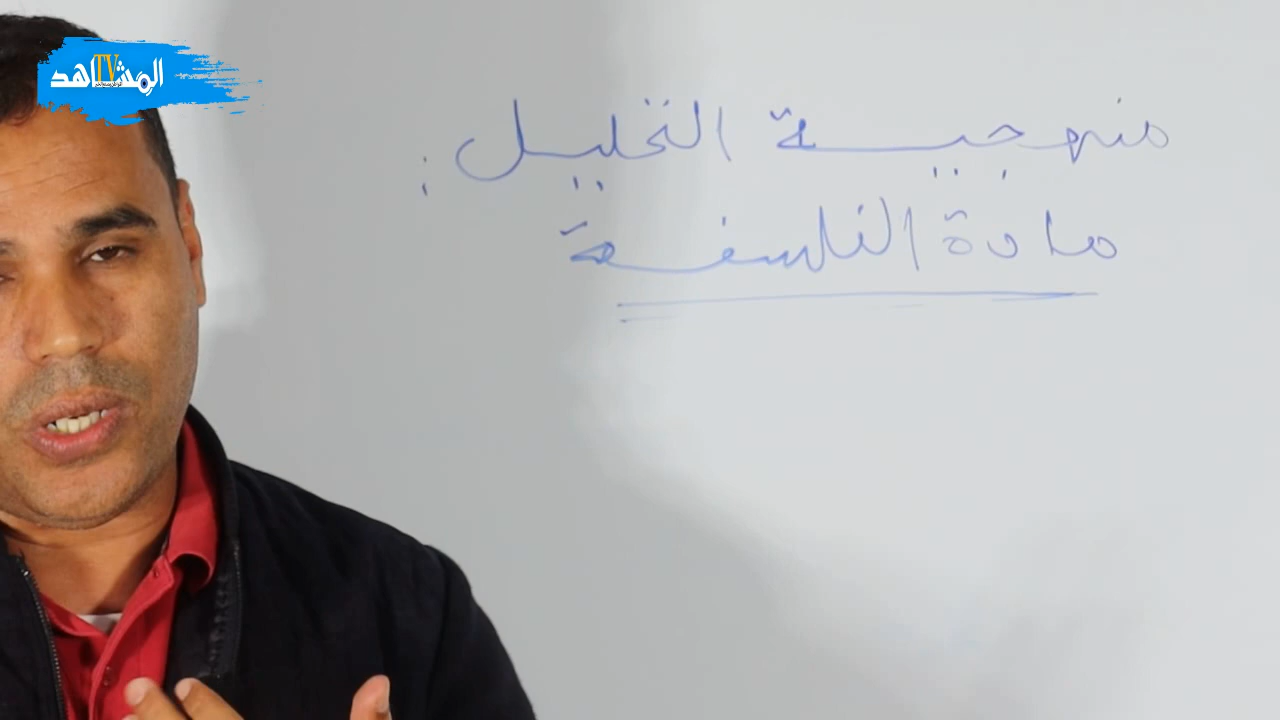 المشاهد
TV
منهجية التحليل :
مادة الفلسفة